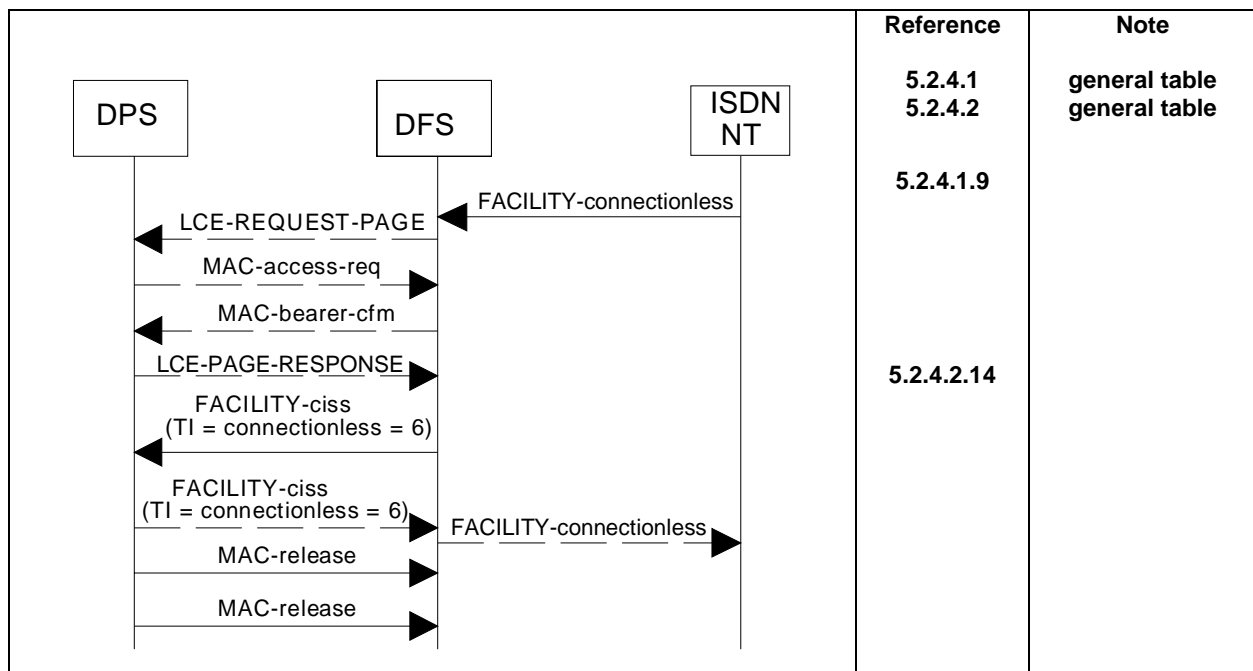 Reference Note
5.2.4.1 general table
5.2.4.2 general table
DPS
DFS
ISDN
NT
5.2.4.1.9
FACILITY-connectionless
LCE-REQUEST-PAGE
MAC-access-req
MAC-bearer-cfm
LCE-PAGE-RESPONSE
5.2.4.2.14
FACILITY-ciss
(TI = connectionless = 6)
FACILITY-ciss
(TI = connectionless = 6)
FACILITY-connectionless
MAC-release
MAC-release